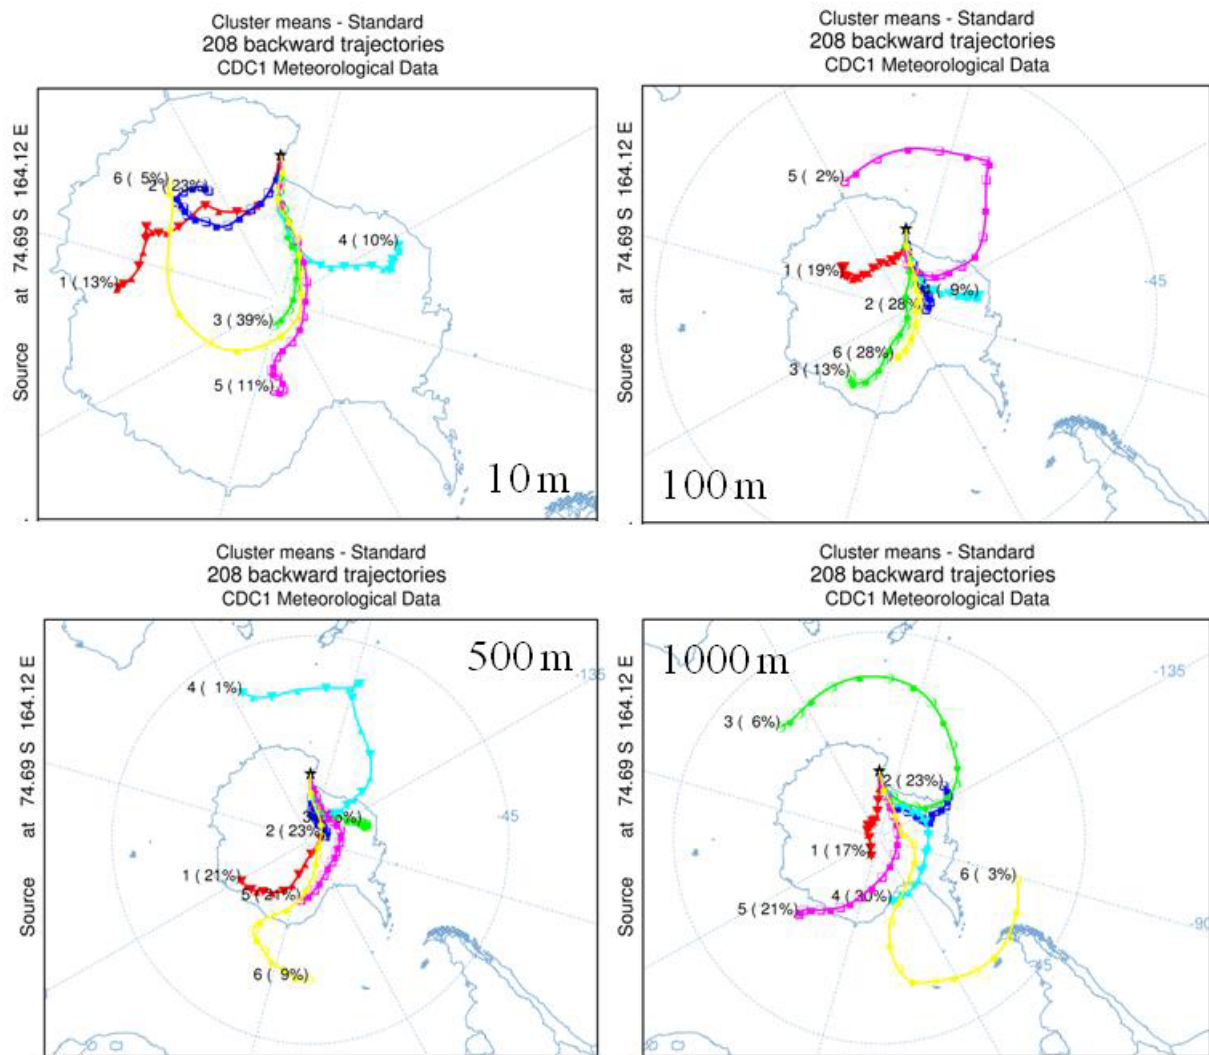 Cluster means - Standard
208 backward trajectories
CDC1 Meteorological Data
Source at 74.69 S 164.12 E
6 ( 5%)
2 (23%)
4 ( 10%)
1 ( 13%)
3 ( 39%)
5 ( 11%)
10 m
Cluster means - Standard
208 backward trajectories
CDC1 Meteorological Data
Source at 74.69 S 164.12 E
5 ( 2%)
1 ( 19%)
9%)
-45
2 ( 28%)
6 ( 28%)
3 ( 13%)
100 m
Cluster means - Standard
208 backward trajectories
CDC1 Meteorological Data
Source at 74.69 S 164.12 E
500 m
-135
4 ( 1%)
-45
2 ( 23%)
1 ( 21%)
5 ( 21%)
6 ( 9%)
Cluster means - Standard
208 backward trajectories
CDC1 Meteorological Data
Source at 74.69 S 164.12 E
1000 m
-135
3 ( 6%)
2 ( 23%)
1 ( 17%)
6 ( 3%)
4 ( 30%)
5 ( 21%)
-90
-45